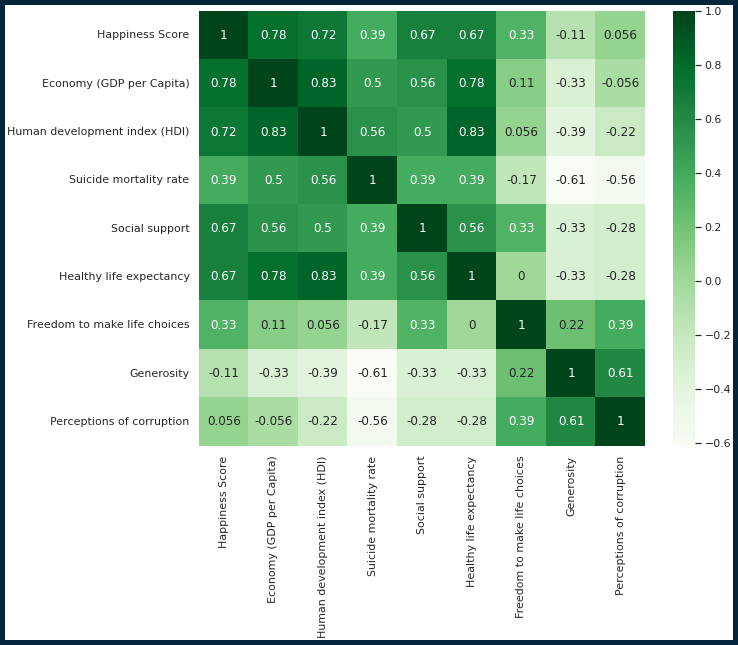 Happiness Score 1 0.78 0.72 0.39 0.67 0.67 0.33 -0.11 0.056
Economy (GDP per Capita) 0.78 1 0.83 0.5 0.56 0.78 0.11 -0.33 -0.056
Human development index (HDI) 0.72 0.83 1 0.56 0.5 0.83 0.056 -0.39 -0.22
Suicide mortality rate 0.39 0.5 0.56 1 0.39 0.39 -0.17 -0.61 -0.56
Social support 0.67 0.56 0.5 0.39 1 0.56 0.33 -0.33 -0.28
Healthy life expectancy 0.67 0.78 0.83 0.39 0.56 1 0 -0.33 -0.28
Freedom to make life choices 0.33 0.11 0.056 -0.17 0.33 0 1 0.22 0.39
Generosity -0.11 -0.33 -0.39 -0.61 -0.33 -0.33 0.22 1 0.61
Perceptions of corruption 0.056 -0.056 -0.22 -0.56 -0.28 -0.28 0.39 0.61 1
Happiness Score
Economy (GDP per Capita)
Human development index (HDI)
Suicide mortality rate
Social support
Healthy life expectancy
Freedom to make life choices
Generosity
Perceptions of corruption
1.0
0.8
0.6
0.4
0.2
0.0
−0.2
−0.4
−0.6